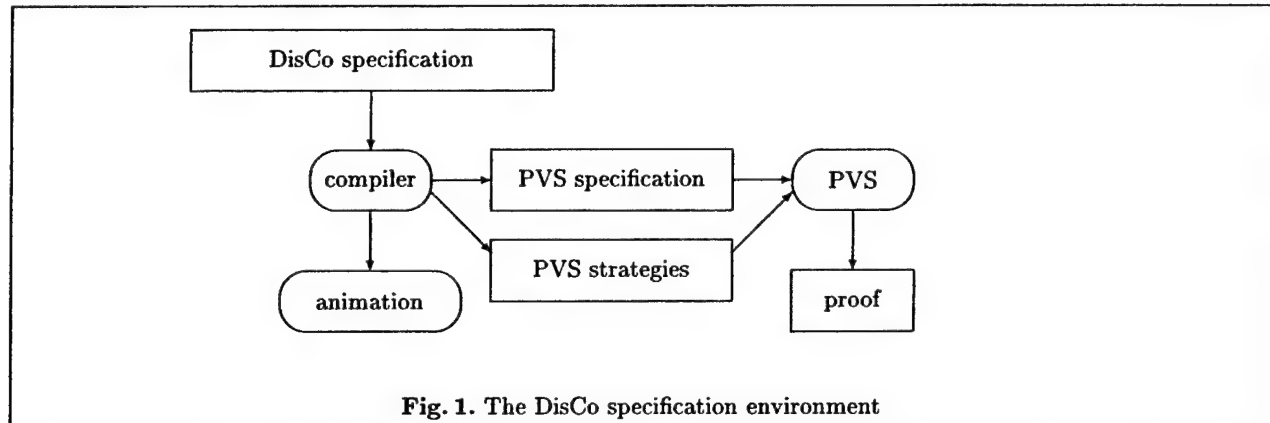 DisCo specification
compiler
PVS specification
PVS
PVS strategies
animation
proof
Fig. 1. The DisCo specification environment